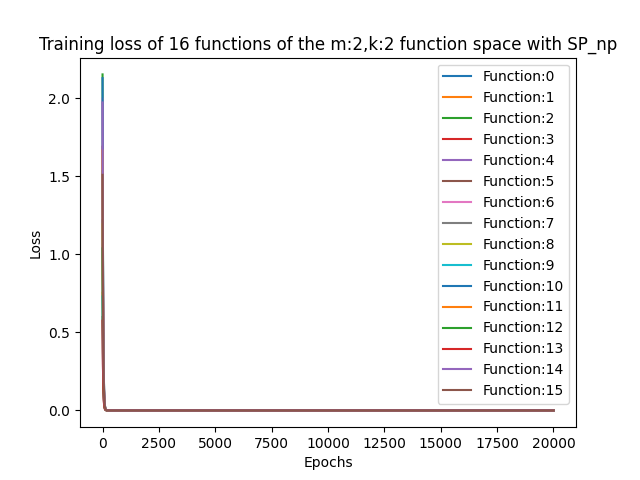 Training loss of 16 functions of the m:2,k:2 function space with SP_np
2.0
1.5
1.0
0.5
0.0
Loss
Function:0
Function:1
Function:2
Function:3
Function:4
Function:5
Function:6
Function:7
Function:8
Function:9
Function:10
Function:11
Function:12
Function:13
Function:14
Function:15
0 2500 5000 7500 10000 12500 15000 17500 20000
Epochs